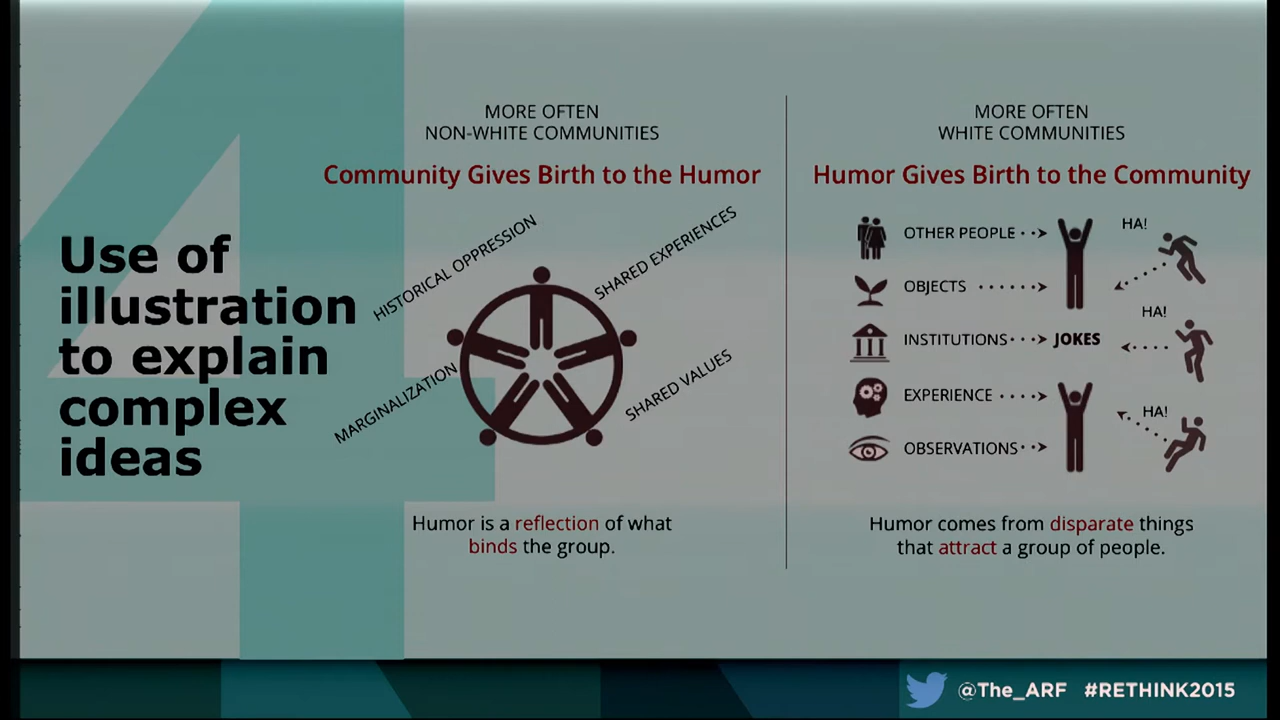 4
Use of
illustration
to explain
complex
ideas
MORE OFTEN
NON-WHITE COMMUNITIES
Community Gives Birth to the Humor
HISTORICAL OPPRESSION
SHARED EXPERIENCES
MARGINALIZATION
SHARED VALUES
Humor is a reflection of what
binds the group.
MORE OFTEN
WHITE COMMUNITIES
Humor Gives Birth to the Community
OTHER PEOPLE
HA!
OBJECTS
HA!
INSTITUTIONS
JOKES
EXPERIENCE
HA!
OBSERVATIONS
Humor comes from disparate things
that attract a group of people.
@The_ARF #RETHINK2015